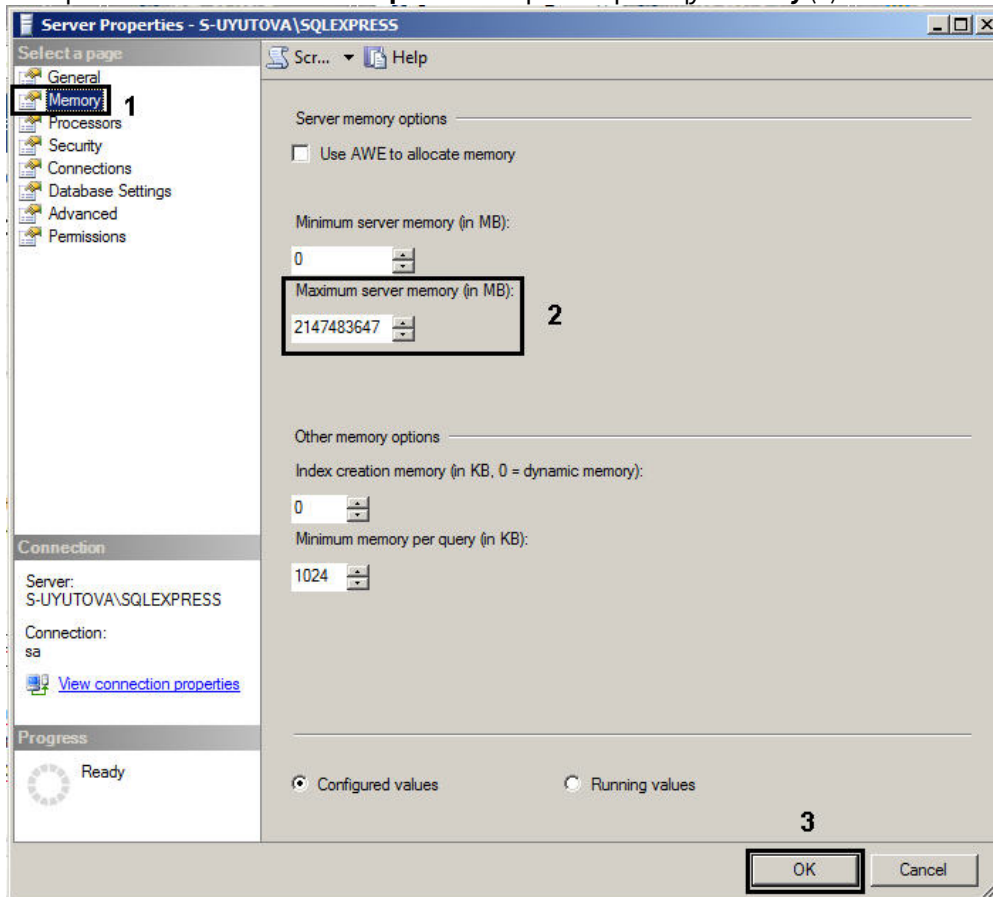 Server Properties - S-UYUTOVA\SQLEXPRESS
Select a page
General
Memory
1
Processors
Security
Connections
Database Settings
Advanced
Permissions
Scr...
Help
Server memory options
Use AWE to allocate memory
Minimum server memory (in MB):
0
Maximum server memory (in MB):
2147483647
2
Other memory options
Index creation memory (in KB, 0 = dynamic memory):
0
Minimum memory per query (in KB):
1024
Connection
Server:
S-UYUTOVA\SQLEXPRESS
Connection:
sa
View connection properties
Progress
Ready
Configured values
Running values
3
OK
Cancel